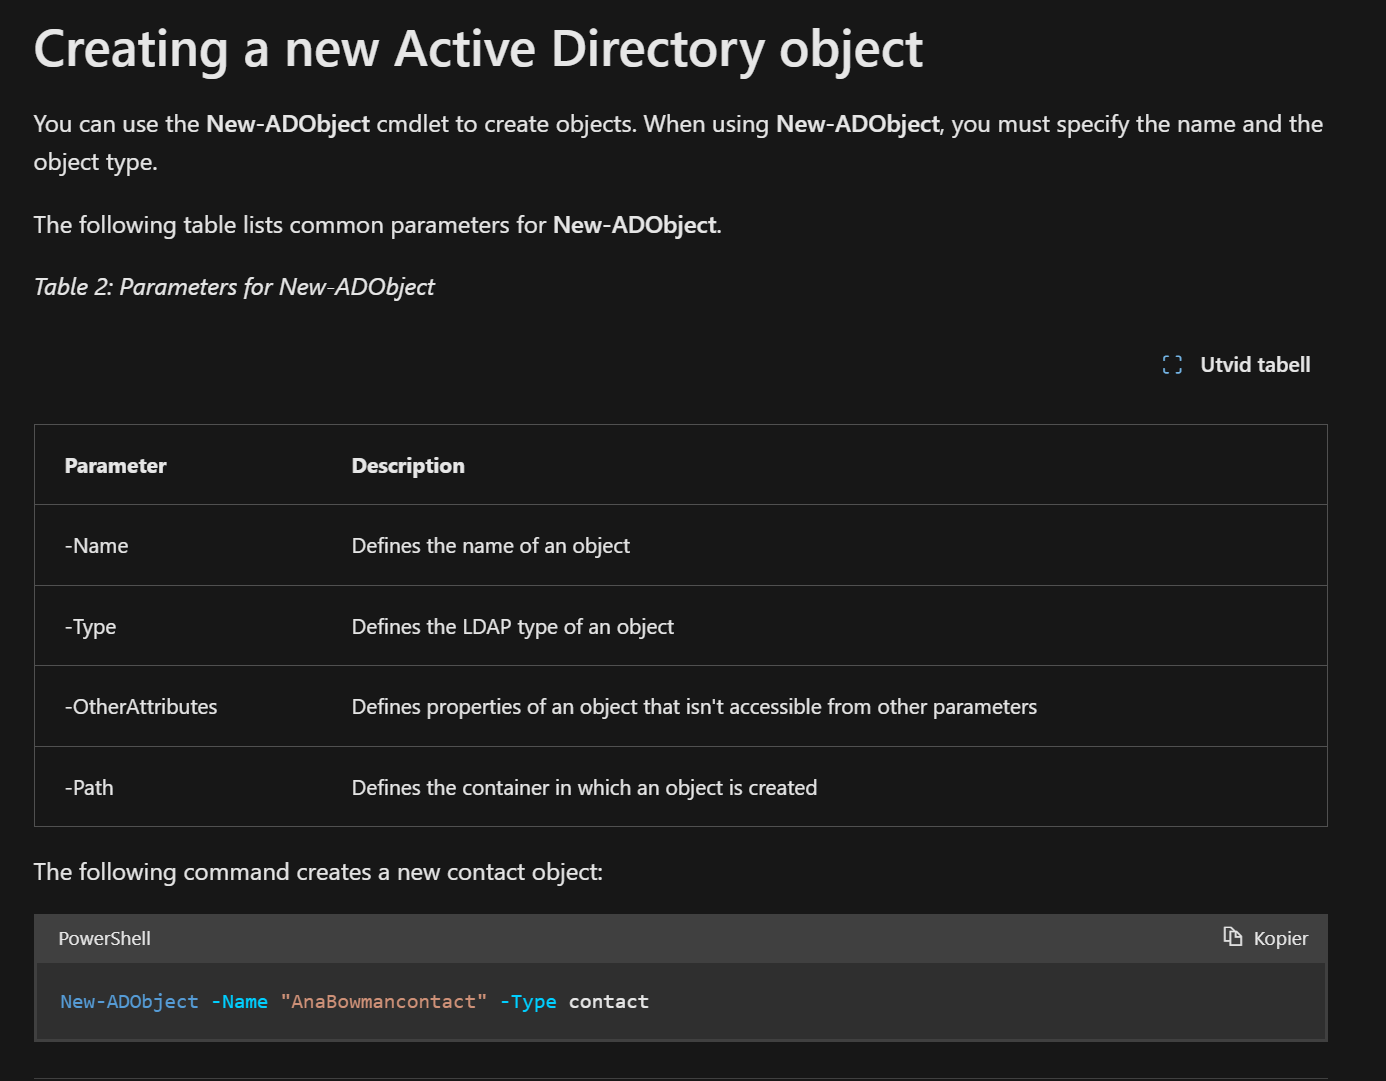 Creating a new Active Directory object
You can use the New-ADObject cmdlet to create objects. When using New-ADObject, you must specify the name and the
object type.
The following table lists common parameters for New-ADObject.
Table 2: Parameters for New-ADObject
Utvid tabell
Parameter Description
-Name Defines the name of an object
-Type Defines the LDAP type of an object
-OtherAttributes Defines properties of an object that isn't accessible from other parameters
-Path Defines the container in which an object is created
The following command creates a new contact object:
PowerShell Kopier
New-ADObject -Name "AnaBowmancontact" -Type contact